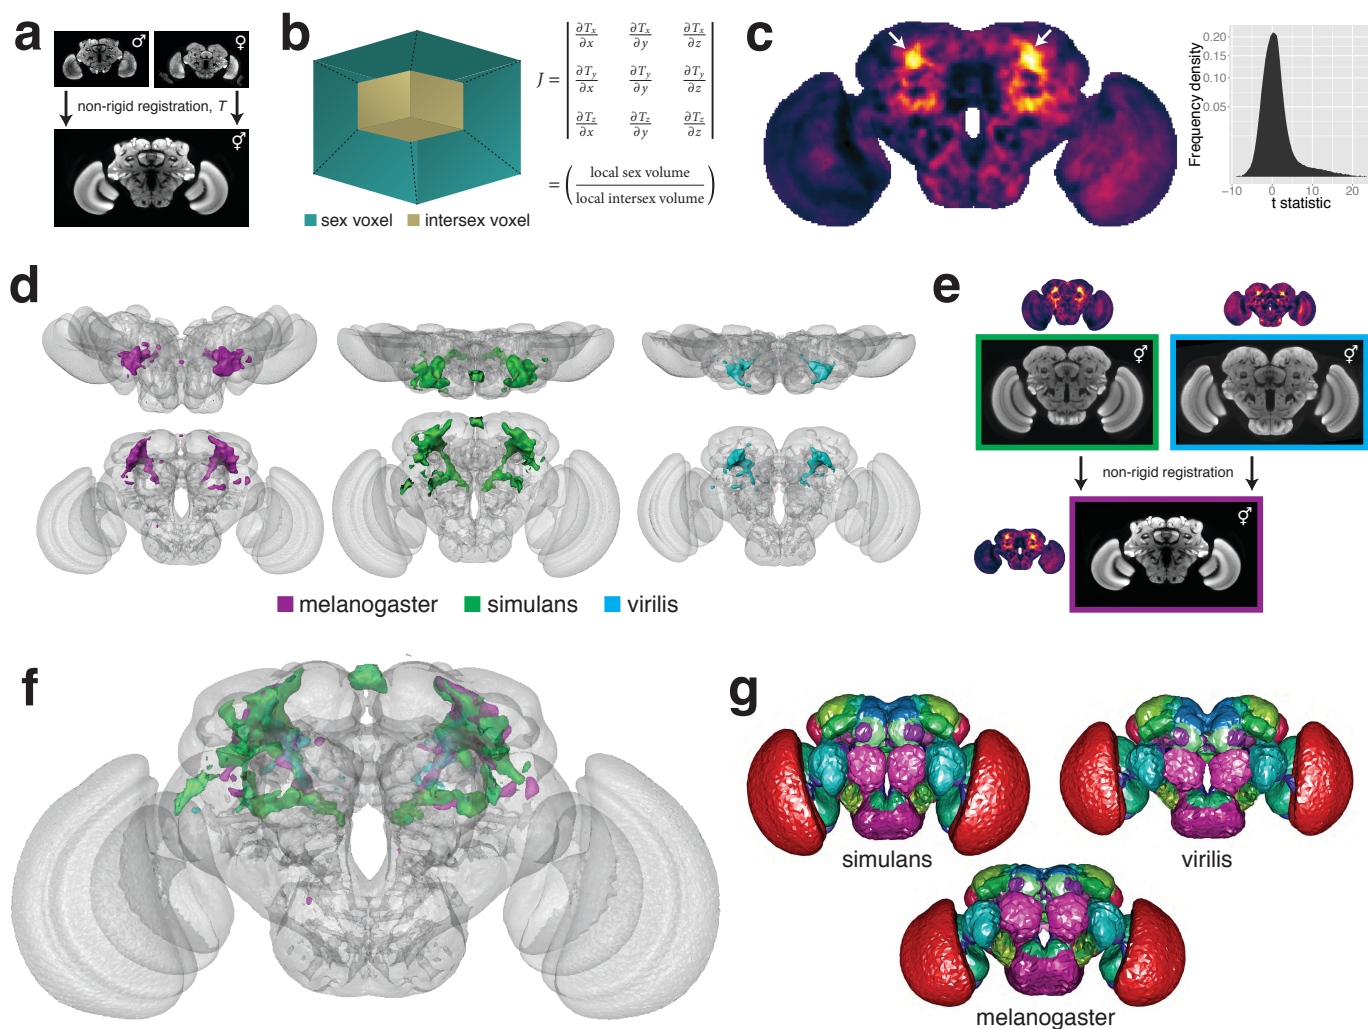 a
♂
♀
non-rigid registration, T
⚥
b
sex voxel
intersex voxel
J = | ∂Tx/∂x ∂Tx/∂y ∂Tx/∂z |
| ∂Ty/∂x ∂Ty/∂y ∂Ty/∂z |
| ∂Tz/∂x ∂Tz/∂y ∂Tz/∂z |
= ( local sex volume / local intersex volume )
c
Frequency density
0.20
0.15
0.10
0.05
−10 0 10 20
t statistic
d
melanogaster
simulans
virilis
e
⚥
⚥
non-rigid registration
⚥
f
g
simulans
virilis
melanogaster